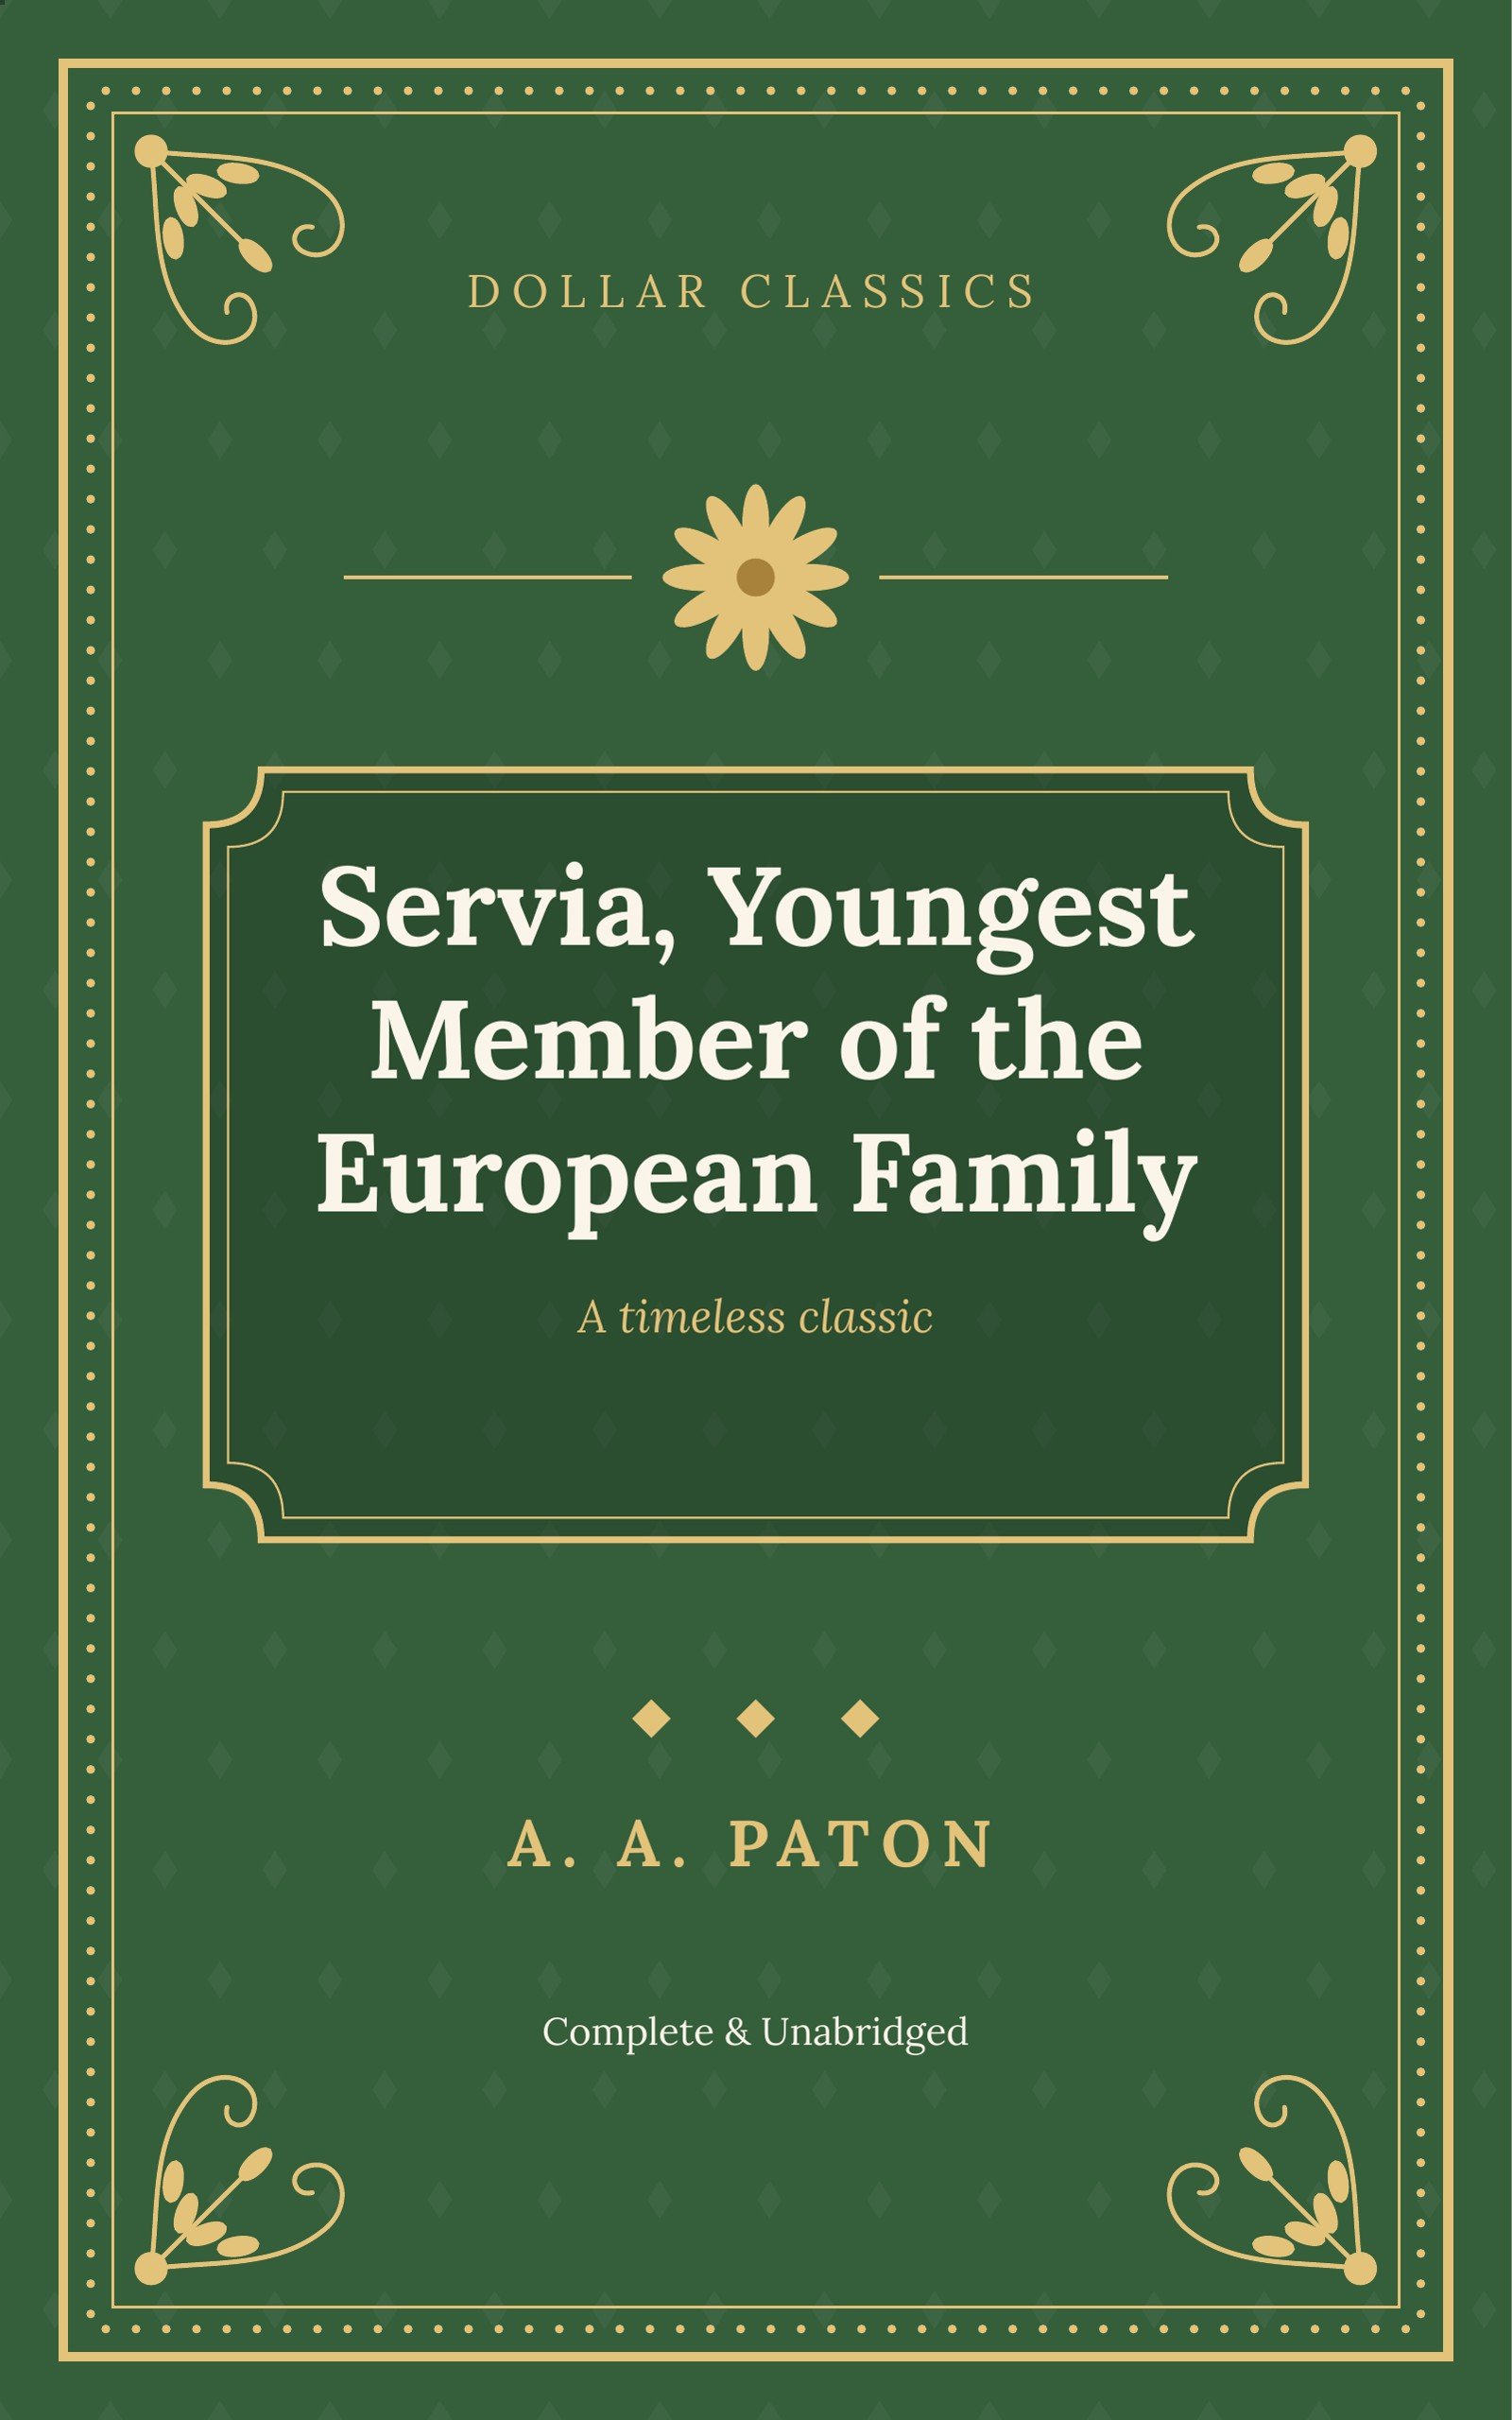 DOLLAR CLASSICS
Servia, Youngest
Member of the
European Family
A timeless classic
A. A. PATON
Complete & Unabridged